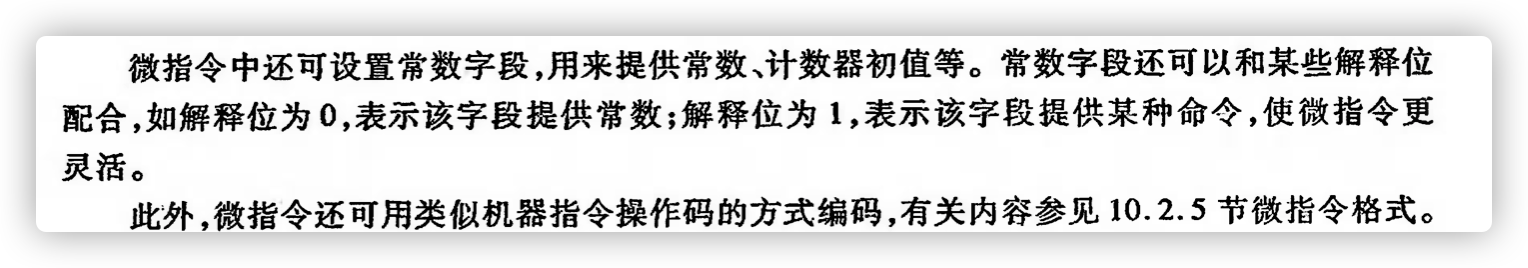 微指令中还可设置常数字段,用来提供常数、计数器初值等。常数字段还可以和某些解释位
配合,如解释位为0,表示该字段提供常数;解释位为1,表示该字段提供某种命令,使微指令更
灵活。
此外,微指令还可用类似机器指令操作码的方式编码,有关内容参见10.2.5节微指令格式。